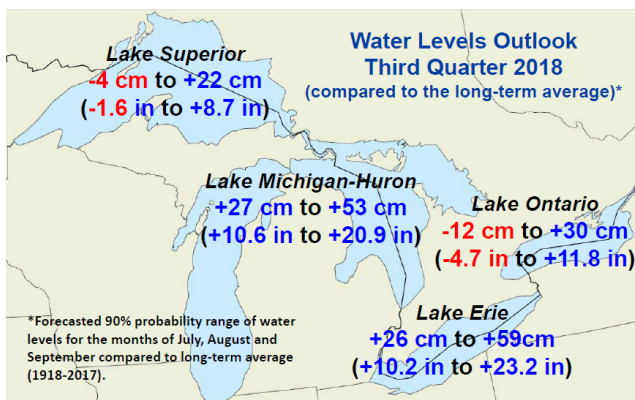 Water Levels Outlook
Third Quarter 2018
(compared to the long-term average)*
Lake Superior
-4 cm to +22 cm
(-1.6 in to +8.7 in)
Lake Michigan-Huron
+27 cm to +53 cm
(+10.6 in to +20.9 in)
Lake Ontario
-12 cm to +30 cm
(-4.7 in to +11.8 in)
Lake Erie
+26 cm to +59cm
(+10.2 in to +23.2 in)
*Forecasted 90% probability range of water
levels for the months of July, August and
September compared to long-term average
(1918-2017).